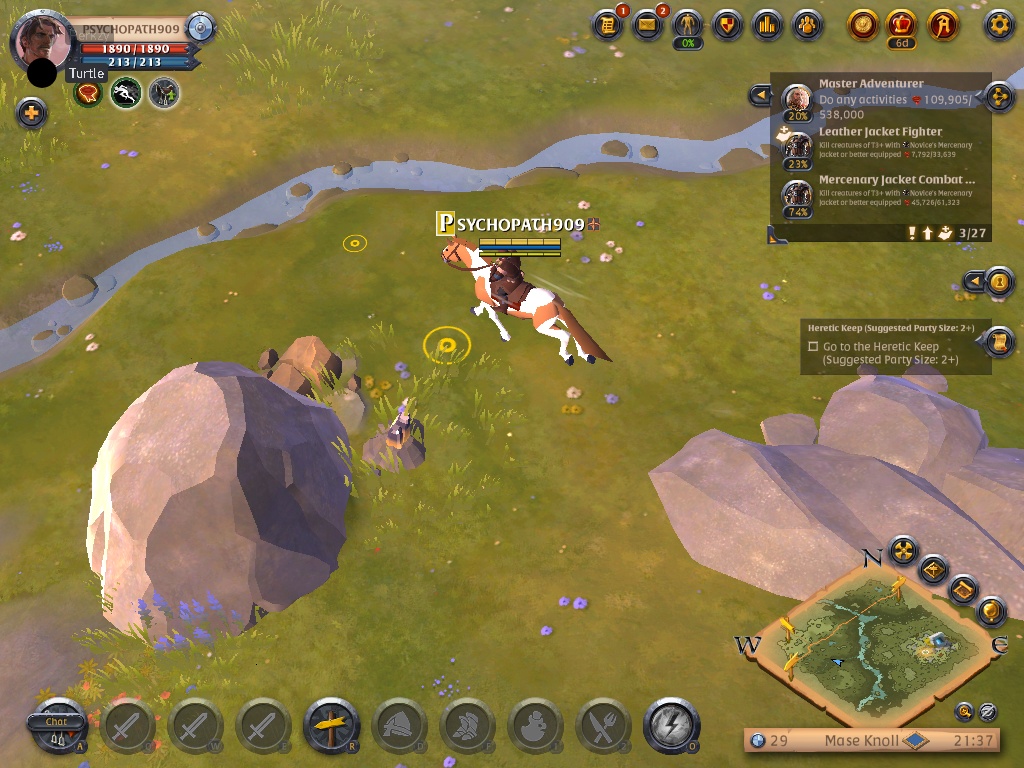 PSYCHOPATH909
1890 / 1890
213 / 213
Turtle
1
2
0%
6d
Master Adventurer
Do any activities 109,905/
538,000
20%
Leather Jacket Fighter
Kill creatures of T3+ with Novice's Mercenary
Jacket or better equipped 7,792/33,639
23%
Mercenary Jacket Combat ...
Kill creatures of T3+ with Novice's Mercenary
Jacket or better equipped 45,726/61,323
74%
3/27
PSYCHOPATH909
Heretic Keep (Suggested Party Size: 2+)
Go to the Heretic Keep
(Suggested Party Size: 2+)
N
W
E
Chat
A
W
R
O
29 Mase Knoll 21:37